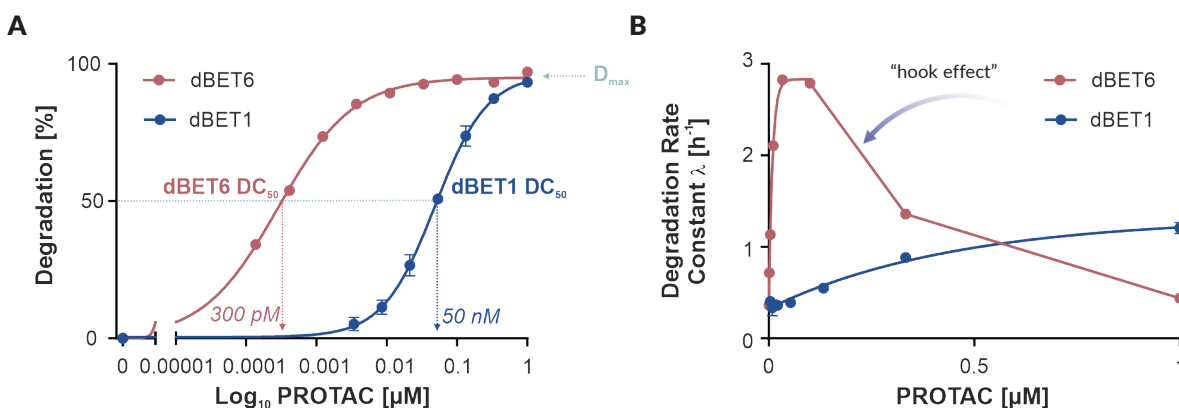 A
100
50
0
Degradation [%]
dBET6
dBET1
D max
dBET6 DC50
dBET1 DC50
300 pM
50 nM
0 0.00001 0.0001 0.001 0.01 0.1 1
Log10 PROTAC [µM]
B
3
2
1
0
Degradation Rate
Constant λ [h-1]
"hook effect"
dBET6
dBET1
0 0.5 1
PROTAC [µM]